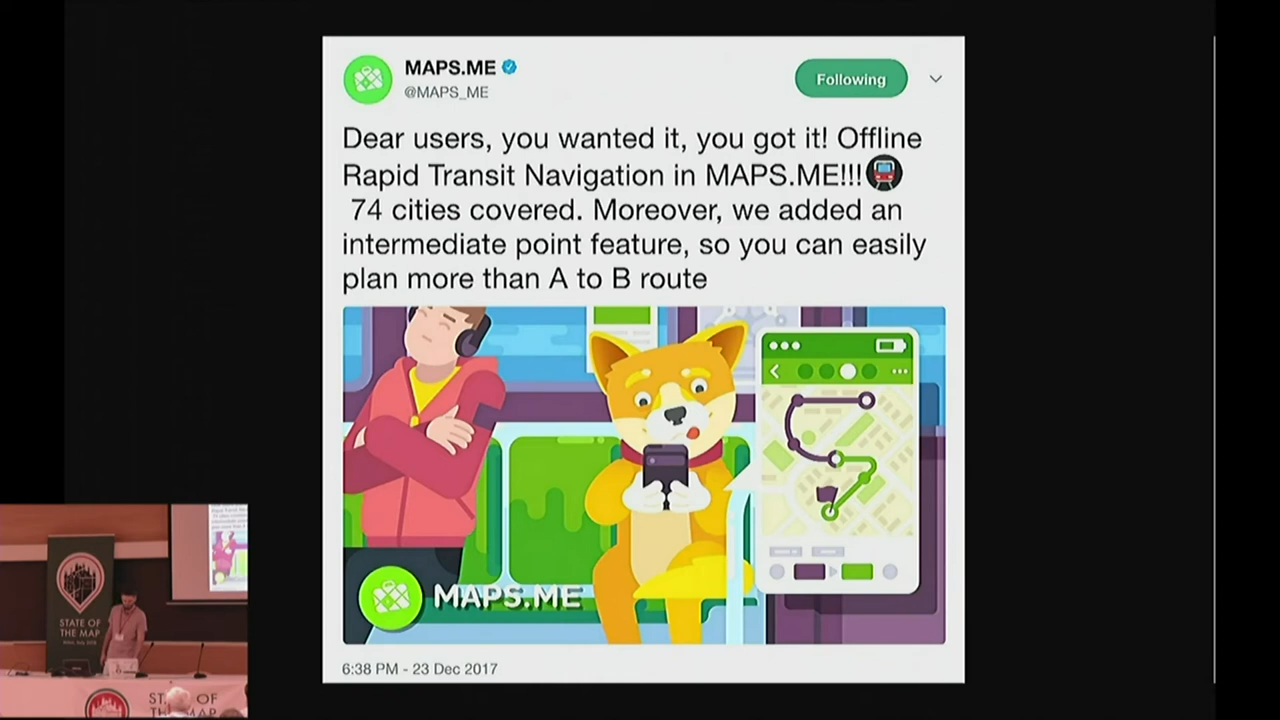 MAPS.ME
@MAPS_ME
Following
Dear users, you wanted it, you got it! Offline
Rapid Transit Navigation in MAPS.ME!!!
74 cities covered. Moreover, we added an
intermediate point feature, so you can easily
plan more than A to B route
MAPS.ME
6:38 PM - 23 Dec 2017
STATE OF
THE MAP